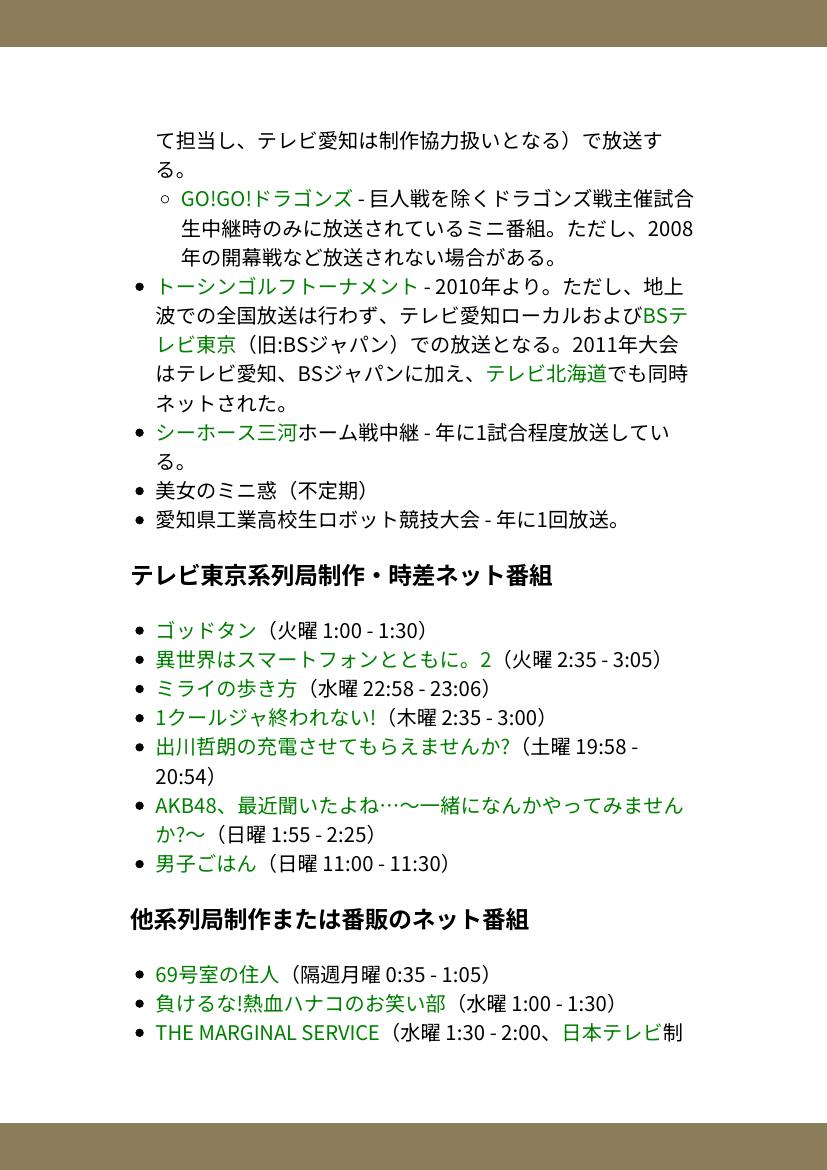 て担当し、テレビ愛知は制作協力扱いとなる）で放送す
る。
GO!GO!ドラゴンズ - 巨人戦を除くドラゴンズ戦主催試合
生中継時のみに放送されているミニ番組。ただし、2008
年の開幕戦など放送されない場合がある。
トーシンゴルフトーナメント - 2010年より。ただし、地上
波での全国放送は行わず、テレビ愛知ローカルおよびBSテ
レビ東京（旧:BSジャパン）での放送となる。2011年大会
はテレビ愛知、BSジャパンに加え、テレビ北海道でも同時
ネットされた。
シーホース三河ホーム戦中継 - 年に1試合程度放送してい
る。
美女のミニ惑（不定期）
愛知県工業高校生ロボット競技大会 - 年に1回放送。
テレビ東京系列局制作・時差ネット番組
ゴッドタン（火曜 1:00 - 1:30）
異世界はスマートフォンとともに。2（火曜 2:35 - 3:05）
ミライの歩き方（水曜 22:58 - 23:06）
1クールジャ終われない!（木曜 2:35 - 3:00）
出川哲朗の充電させてもらえませんか?（土曜 19:58 -
20:54）
AKB48、最近聞いたよね…〜一緒になんかやってみません
か?〜（日曜 1:55 - 2:25）
男子ごはん（日曜 11:00 - 11:30）
他系列局制作または番販のネット番組
69号室の住人（隔週月曜 0:35 - 1:05）
負けるな!熱血ハナコのお笑い部（水曜 1:00 - 1:30）
THE MARGINAL SERVICE（水曜 1:30 - 2:00、日本テレビ制